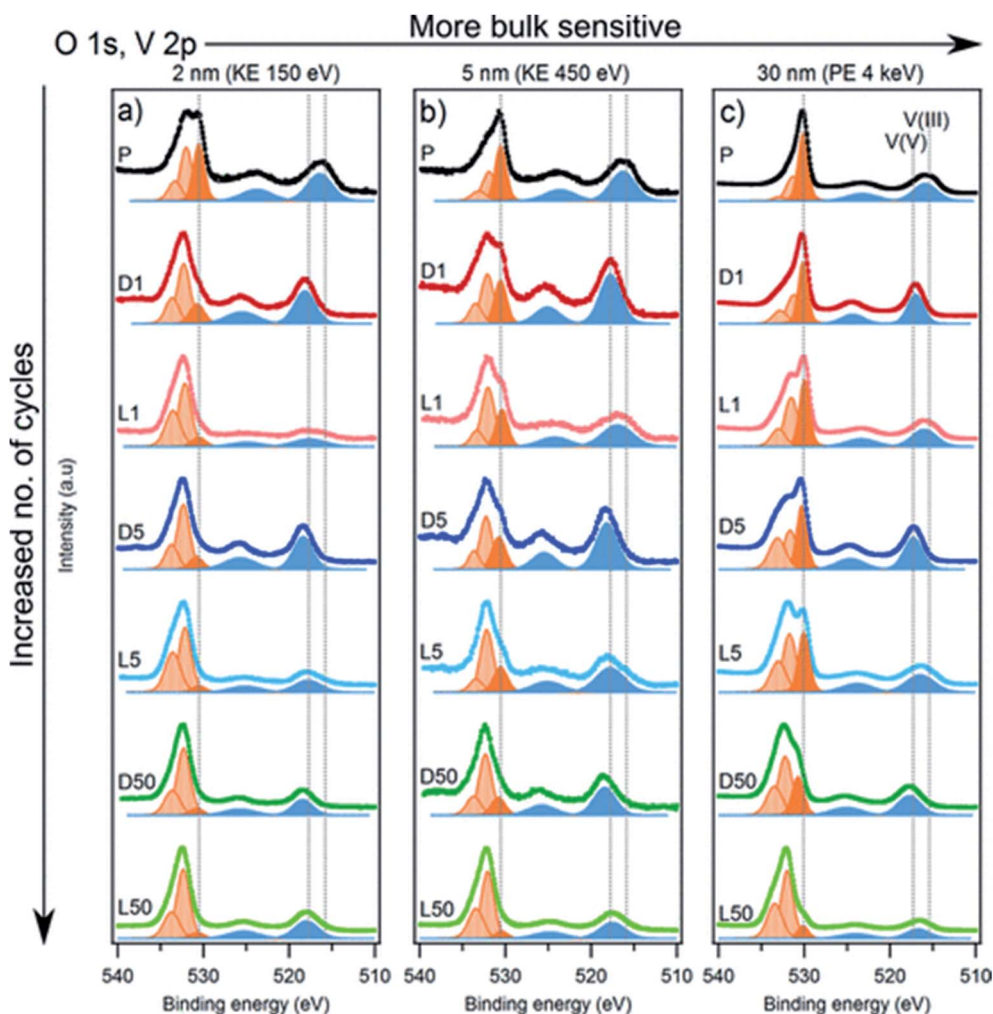 More bulk sensitive
O 1s, V 2p
2 nm (KE 150 eV)
5 nm (KE 450 eV)
30 nm (PE 4 keV)
Increased no. of cycles
Intensity (a.u)
a)
P
D1
L1
D5
L5
D50
L50
540 530 520 510
Binding energy (eV)
b)
P
D1
L1
D5
L5
D50
L50
540 530 520 510
Binding energy (eV)
c)
V(III)
V(V)
P
D1
L1
D5
L5
D50
L50
540 530 520 510
Binding energy (eV)